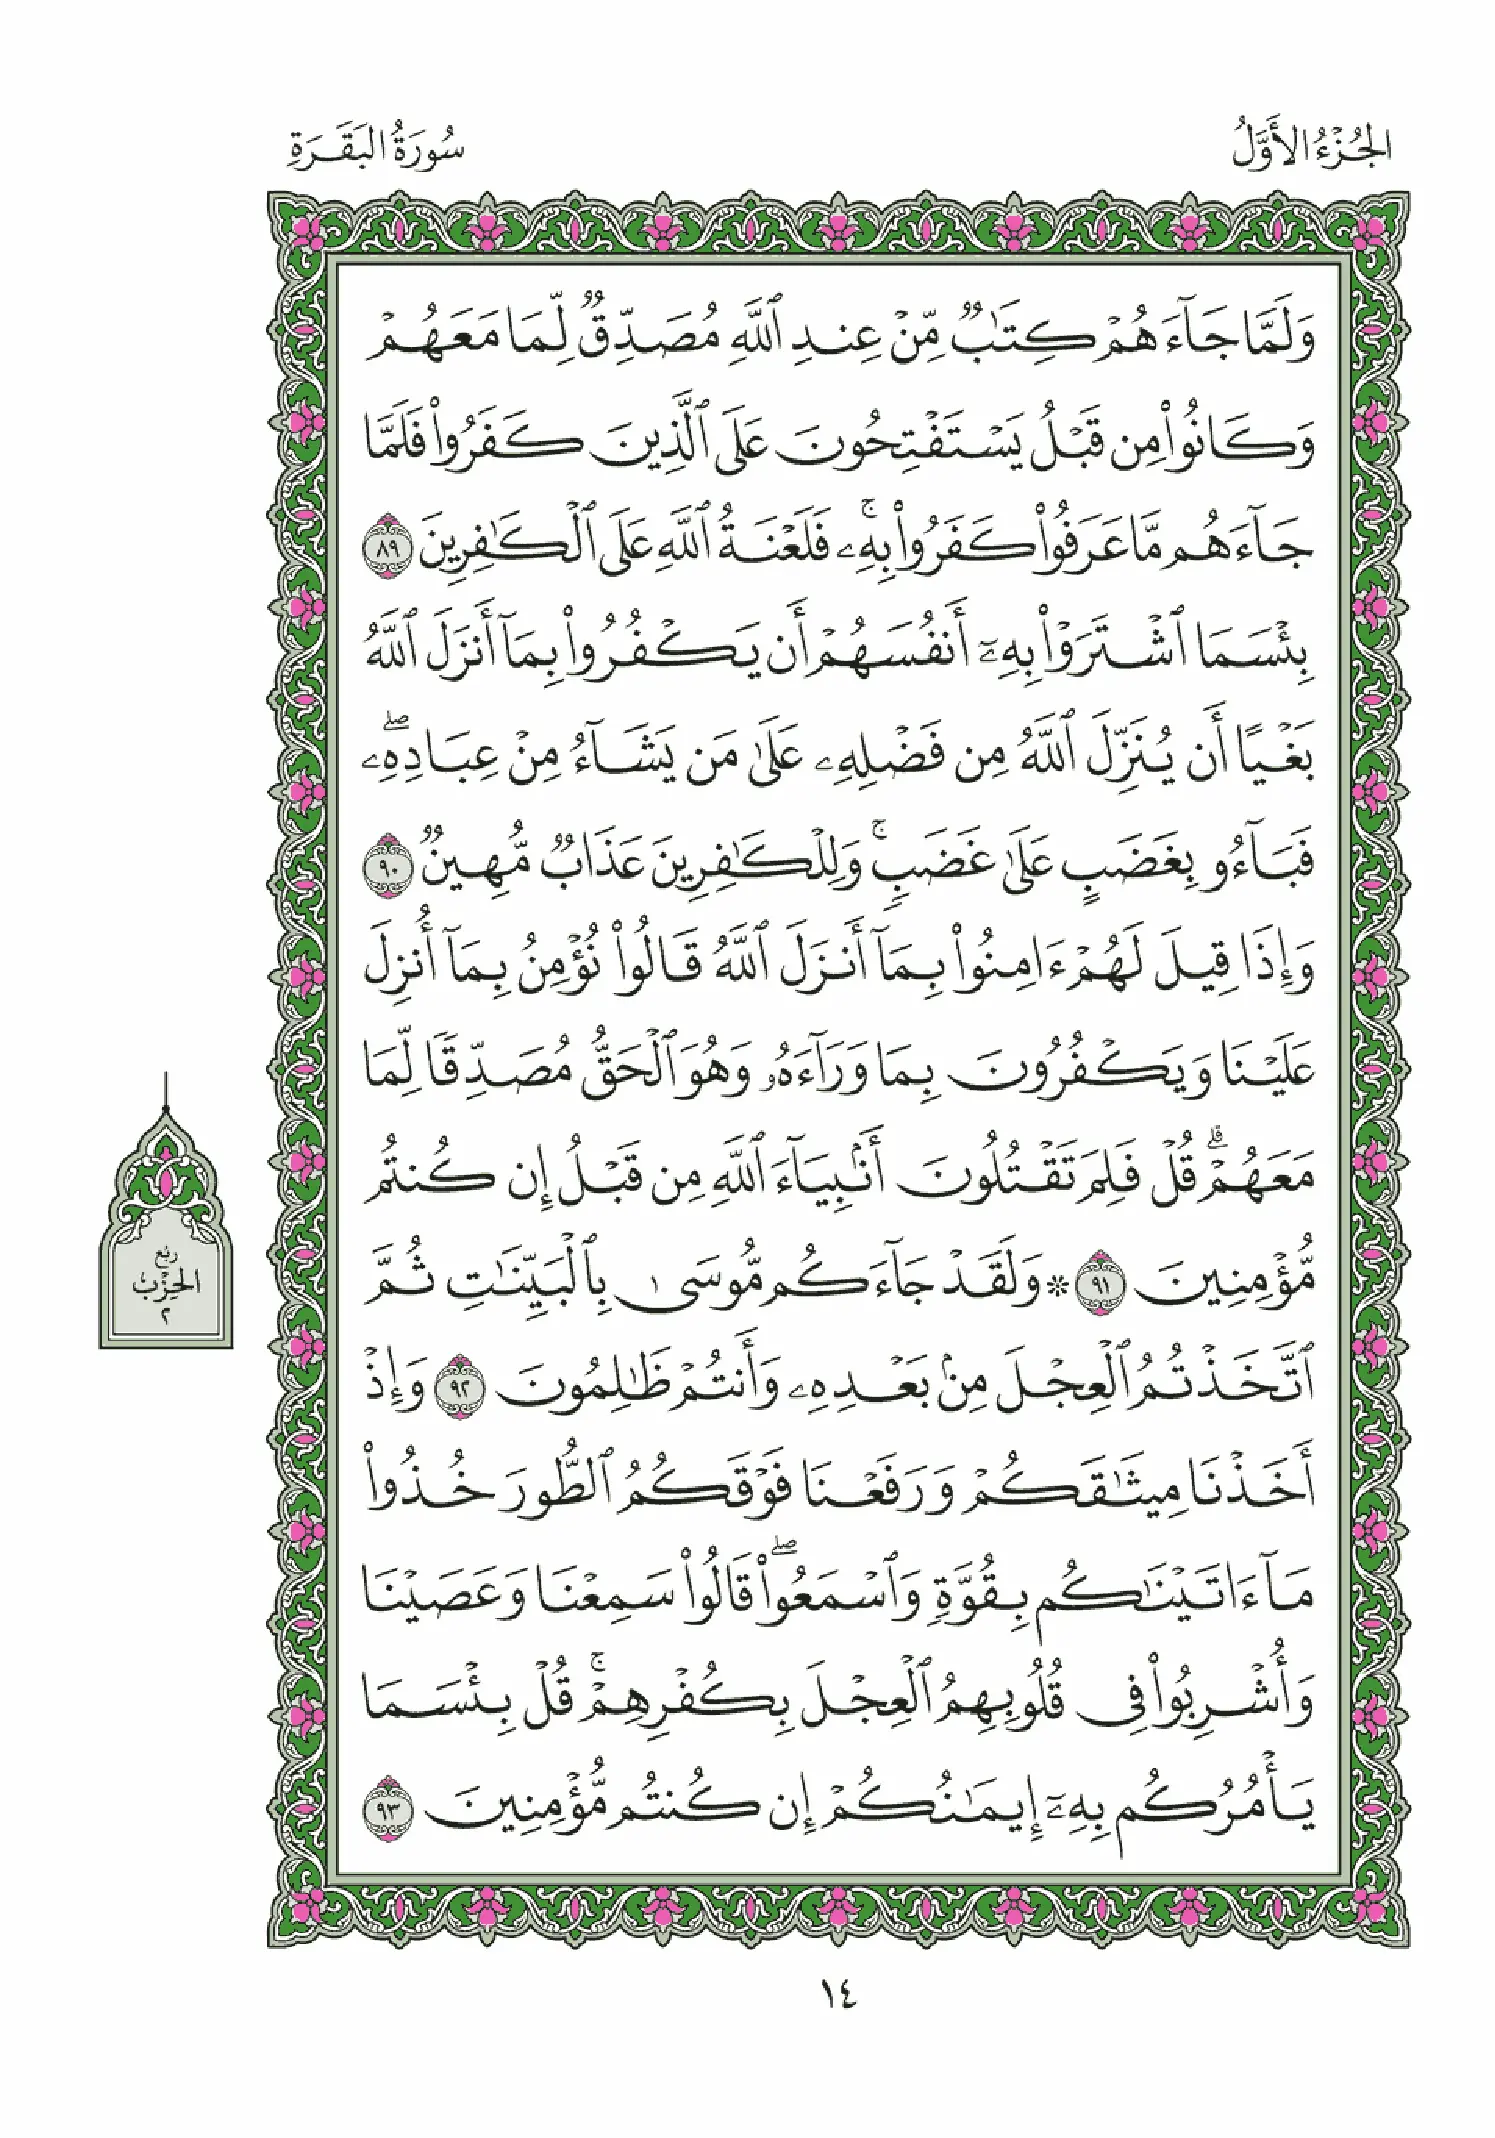 الجُزْءُ الأَوَّلُ
سُورَةُ البَقَرَةِ
وَلَمَّا جَآءَهُمْ كِتَٰبٌ مِّنْ عِندِ ٱللَّهِ مُصَدِّقٌ لِّمَا مَعَهُمْ
وَكَانُوا۟ مِن قَبْلُ يَسْتَفْتِحُونَ عَلَى ٱلَّذِينَ كَفَرُوا۟ فَلَمَّا
جَآءَهُم مَّا عَرَفُوا۟ كَفَرُوا۟ بِهِۦ ۚ فَلَعْنَةُ ٱللَّهِ عَلَى ٱلْكَٰفِرِينَ ٨٩
بِئْسَمَا ٱشْتَرَوْا۟ بِهِۦٓ أَنفُسَهُمْ أَن يَكْفُرُوا۟ بِمَآ أَنزَلَ ٱللَّهُ
بَغْيًا أَن يُنَزِّلَ ٱللَّهُ مِن فَضْلِهِۦ عَلَىٰ مَن يَشَآءُ مِنْ عِبَادِهِۦ ۖ
فَبَآءُو بِغَضَبٍ عَلَىٰ غَضَبٍ ۚ وَلِلْكَٰفِرِينَ عَذَابٌ مُّهِينٌ ٩٠
وَإِذَا قِيلَ لَهُمْ ءَامِنُوا۟ بِمَآ أَنزَلَ ٱللَّهُ قَالُوا۟ نُؤْمِنُ بِمَآ أُنزِلَ
عَلَيْنَا وَيَكْفُرُونَ بِمَا وَرَآءَهُۥ وَهُوَ ٱلْحَقُّ مُصَدِّقًا لِّمَا
مَعَهُمْ ۗ قُلْ فَلِمَ تَقْتُلُونَ أَنۢبِيَآءَ ٱللَّهِ مِن قَبْلُ إِن كُنتُم
مُّؤْمِنِينَ ٩١ * وَلَقَدْ جَآءَكُم مُّوسَىٰ بِٱلْبَيِّنَٰتِ ثُمَّ
ٱتَّخَذْتُمُ ٱلْعِجْلَ مِنۢ بَعْدِهِۦ وَأَنتُمْ ظَٰلِمُونَ ٩٢ وَإِذْ
أَخَذْنَا مِيثَٰقَكُمْ وَرَفَعْنَا فَوْقَكُمُ ٱلطُّورَ خُذُوا۟
مَآ ءَاتَيْنَٰكُم بِقُوَّةٍ وَٱسْمَعُوا۟ ۖ قَالُوا۟ سَمِعْنَا وَعَصَيْنَا
وَأُشْرِبُوا۟ فِى قُلُوبِهِمُ ٱلْعِجْلَ بِكُفْرِهِمْ ۚ قُلْ بِئْسَمَا
يَأْمُرُكُم بِهِۦٓ إِيمَٰنُكُمْ إِن كُنتُم مُّؤْمِنِينَ ٩٣
ربع
الحِزْب
٢
١٤